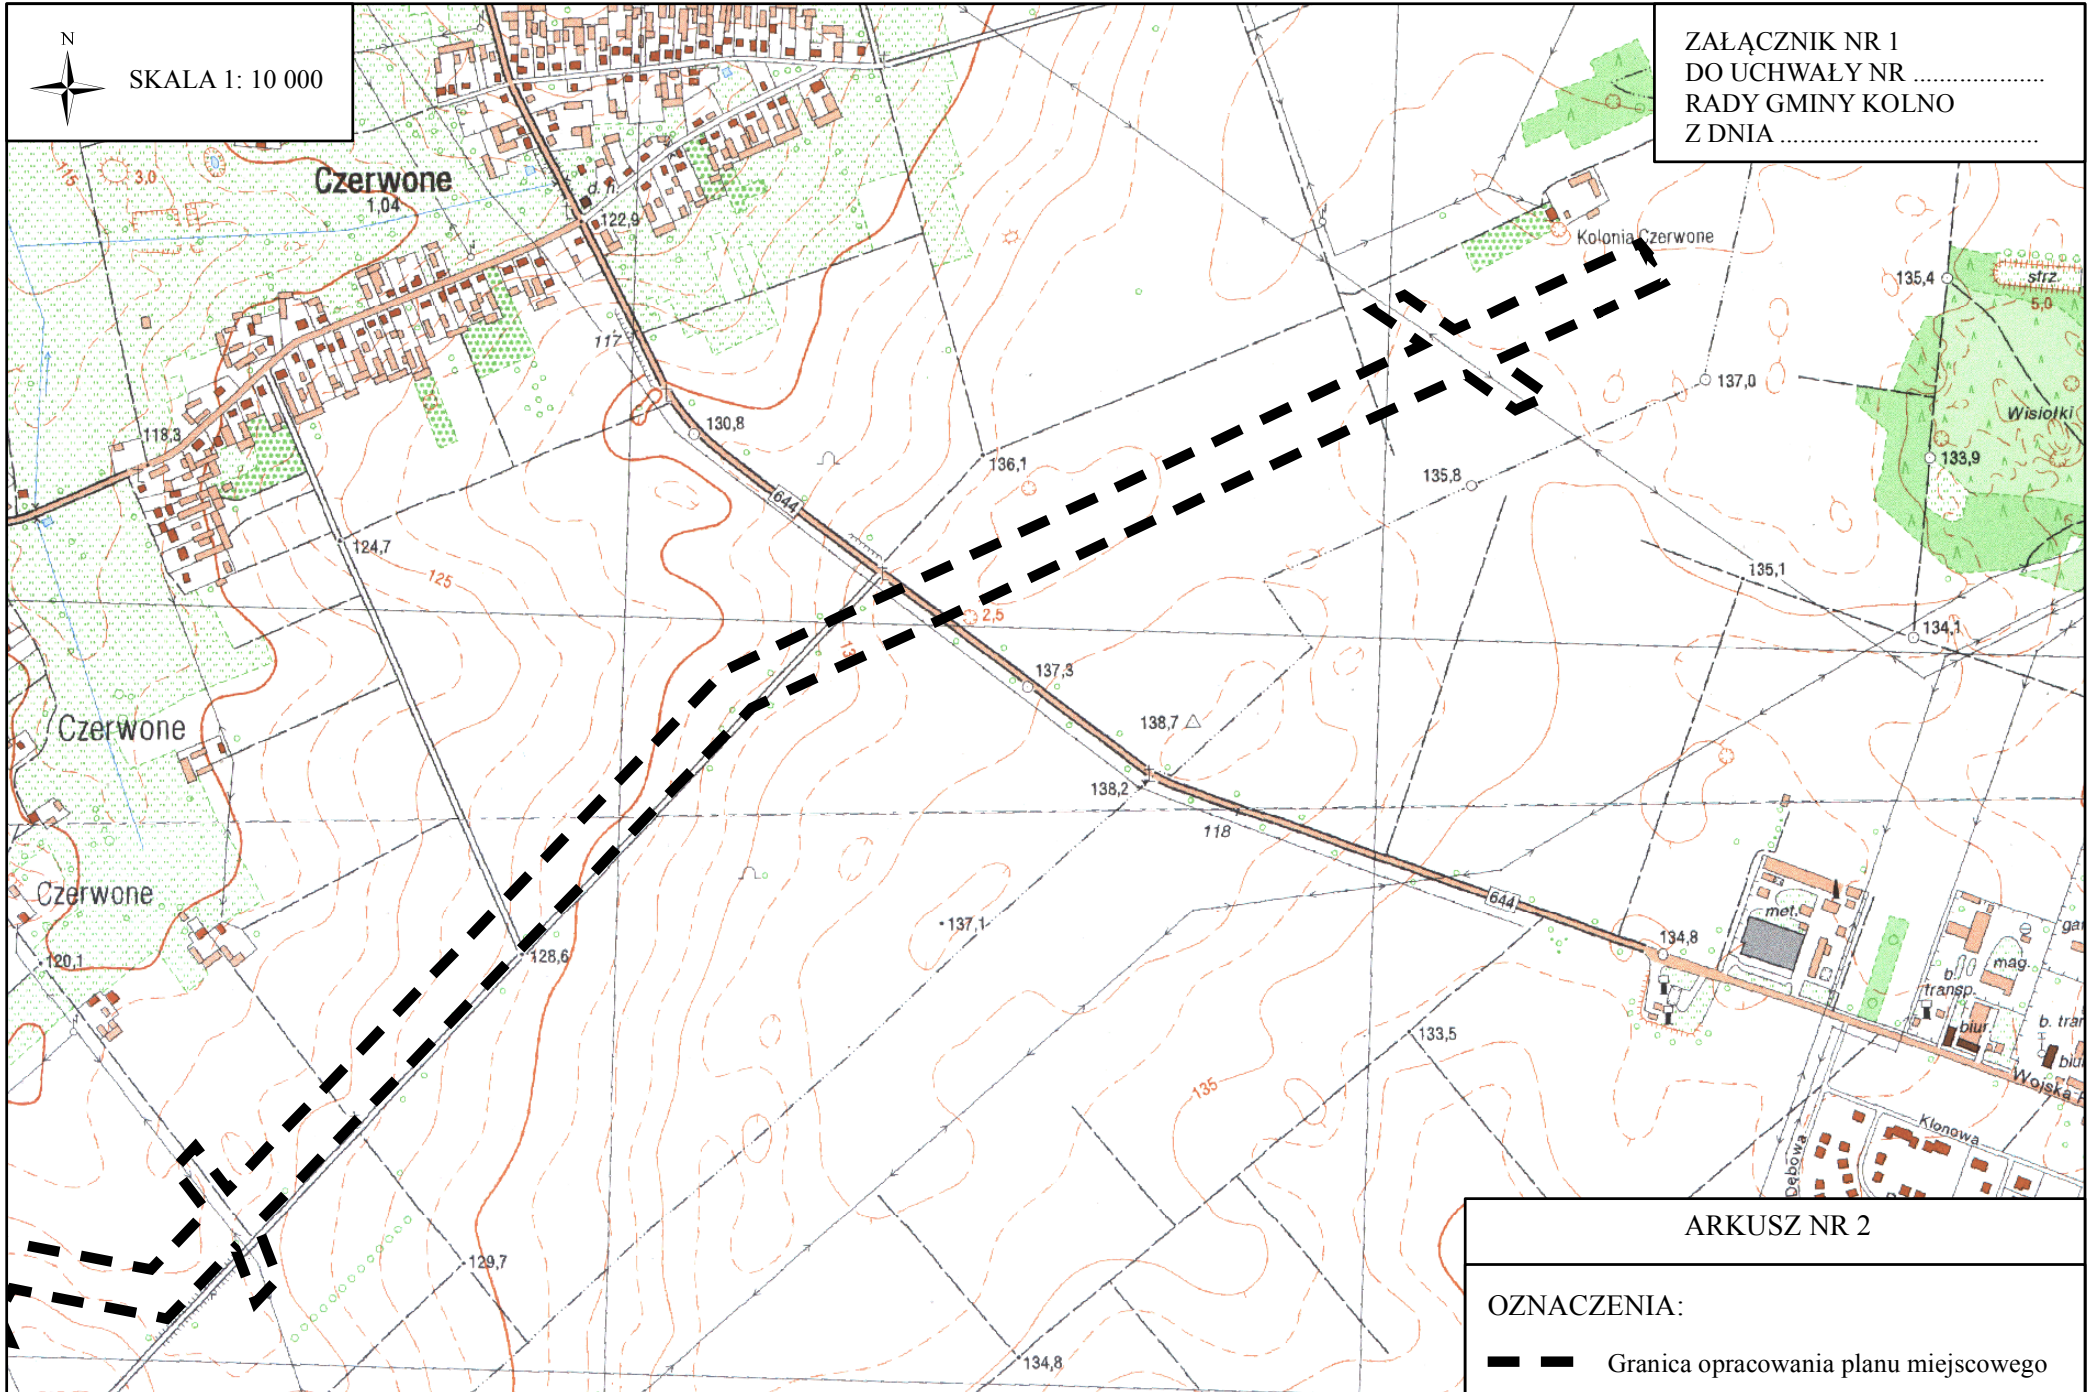 N
SKALA 1: 10 000
ZAŁĄCZNIK NR 1
DO UCHWAŁY NR ....................
RADY GMINY KOLNO
Z DNIA .......................................
115
3,0
Czerwone
1,04
d. h.
122,9
Kolonia Czerwone
135,4
strz.
5,0
117
137,0
Wisiołki
118,3
130,8
136,1
135,8
133,9
644
124,7
125
135,1
2,5
134,1
137,3
Czerwone
138,7
138,2
118
Czerwone
644
met.
137,1
134,8
mag.
b.
transp.
120,1
128,6
biur.
b. tran
133,5
135
Wojska
Klonowa
Dębowa
129,7
134,8
ARKUSZ NR 2
OZNACZENIA:
Granica opracowania planu miejscowego